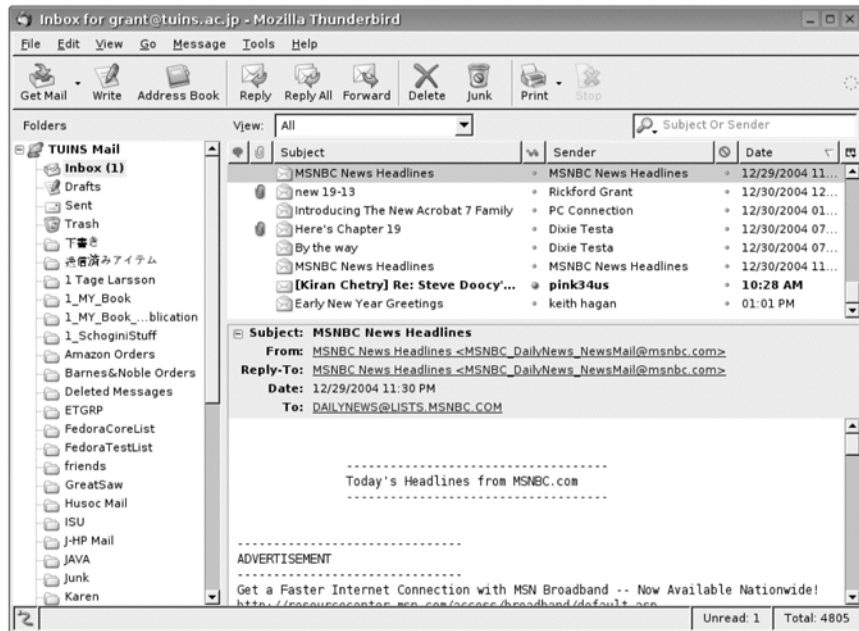 Inbox for grant@tuins.ac.jp - Mozilla Thunderbird
File Edit View Go Message Tools Help
Get Mail Write Address Book Reply Reply All Forward Delete Junk Print Stop
Folders
TUINS Mail
Inbox (1)
Drafts
Sent
Trash
下書き
送信済みアイテム
1 Tage Larsson
1_MY_Book
1_MY_Book_...blication
1_SchoginiStuff
Amazon Orders
Barnes&Noble Orders
Deleted Messages
ETGRP
FedoraCoreList
FedoraTestList
friends
GreatSaw
Husoc Mail
ISU
J-HP Mail
JAVA
Junk
Karen
View: All Subject Or Sender
Subject Sender Date
MSNBC News Headlines MSNBC News Headlines 12/29/2004 11...
new 19-13 Rickford Grant 12/30/2004 12...
Introducing The New Acrobat 7 Family PC Connection 12/30/2004 01...
Here's Chapter 19 Dixie Testa 12/30/2004 07...
By the way Dixie Testa 12/30/2004 07...
MSNBC News Headlines MSNBC News Headlines 12/30/2004 11...
[Kiran Chetry] Re: Steve Doocy'... pink34us 10:28 AM
Early New Year Greetings keith hagan 01:01 PM
Subject: MSNBC News Headlines
From: MSNBC News Headlines <MSNBC_DailyNews_NewsMail@msnbc.com>
Reply-To: MSNBC News Headlines <MSNBC_DailyNews_NewsMail@msnbc.com>
Date: 12/29/2004 11:30 PM
To: DAILYNEWS@LISTS.MSNBC.COM
------------------------------------
Today's Headlines from MSNBC.com
------------------------------------
-------------------------------
ADVERTISEMENT
-------------------------------
Get a Faster Internet Connection with MSN Broadband -- Now Available Nationwide!
http://resourcecenter.msn.com/access/broadband/default.asp
Unread: 1 Total: 4805